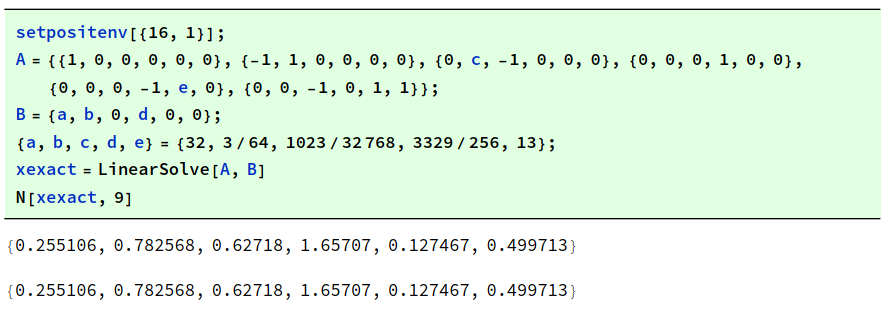 setpositenv[{16, 1}];
A = {{1, 0, 0, 0, 0, 0}, {-1, 1, 0, 0, 0, 0}, {0, c, -1, 0, 0, 0}, {0, 0, 0, 1, 0, 0},
{0, 0, 0, -1, e, 0}, {0, 0, -1, 0, 1, 1}};
B = {a, b, 0, d, 0, 0};
{a, b, c, d, e} = {32, 3 / 64, 1023 / 32 768, 3329 / 256, 13};
xexact = LinearSolve[A, B]
N[xexact, 9]
{0.255106, 0.782568, 0.62718, 1.65707, 0.127467, 0.499713}
{0.255106, 0.782568, 0.62718, 1.65707, 0.127467, 0.499713}